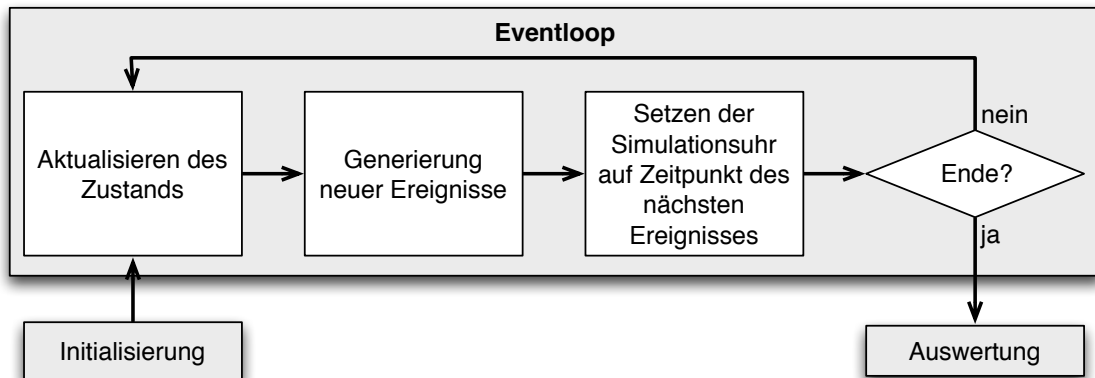 Eventloop
nein
Aktualisieren des
Zustands
Generierung
neuer Ereignisse
Setzen der
Simulationsuhr
auf Zeitpunkt des
nächsten
Ereignisses
Ende?
ja
Initialisierung
Auswertung